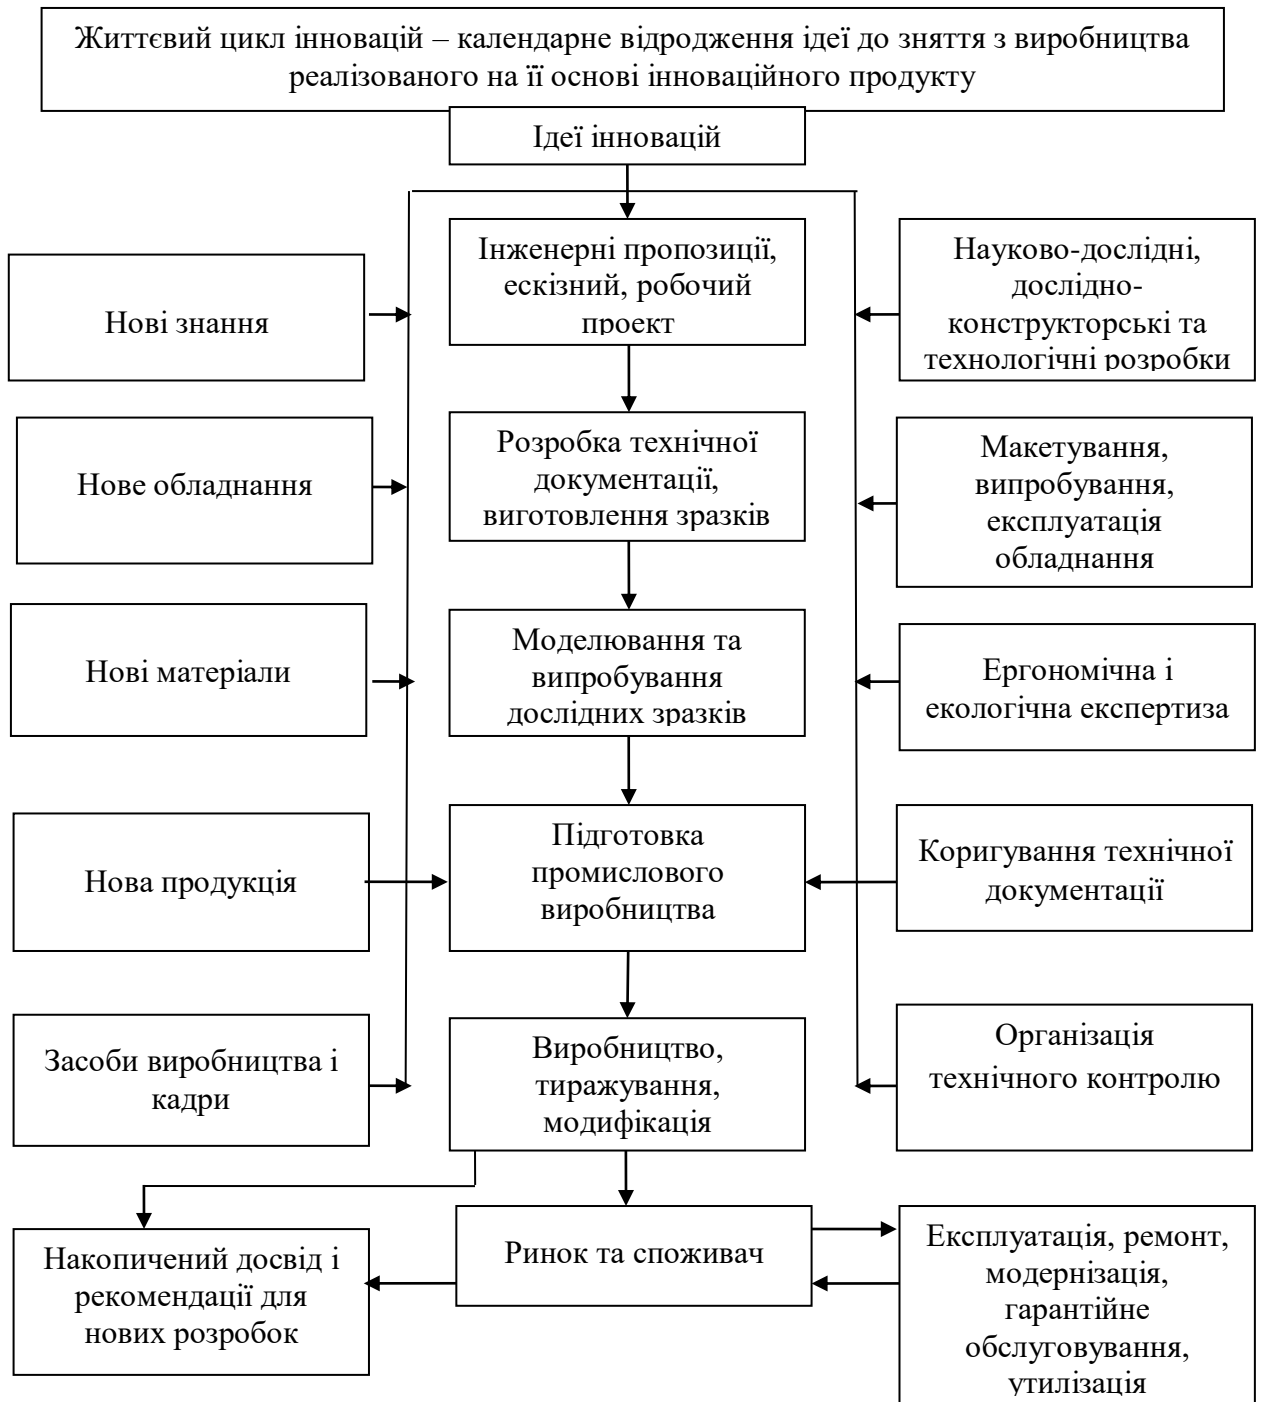 Життєвий цикл інновацій – календарне відродження ідеї до зняття з виробництва
реалізованого на її основі інноваційного продукту
Ідеї інновацій
Нові знання
Інженерні пропозиції,
ескізний, робочий
проект
Науково-дослідні,
дослідно-
конструкторські та
технологічні розробки
Нове обладнання
Розробка технічної
документації,
виготовлення зразків
Макетування,
випробування,
експлуатація
обладнання
Нові матеріали
Моделювання та
випробування
дослідних зразків
Ергономічна і
екологічна експертиза
Нова продукція
Підготовка
промислового
виробництва
Коригування технічної
документації
Засоби виробництва і
кадри
Виробництво,
тиражування,
модифікація
Організація
технічного контролю
Накопичений досвід і
рекомендації для
нових розробок
Ринок та споживач
Експлуатація, ремонт,
модернізація,
гарантійне
обслуговування,
утилізація